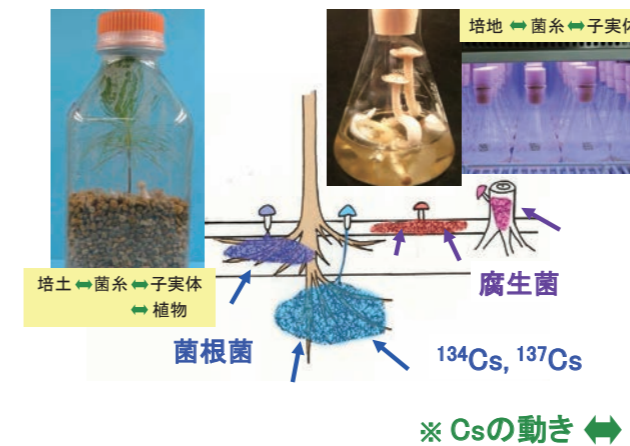 培地 ⬌ 菌糸 ⬌ 子実体
培土 ⬌ 菌糸 ⬌ 子実体
⬌ 植物
腐生菌
菌根菌
¹³⁴Cs, ¹³⁷Cs
※ Csの動き ⬌